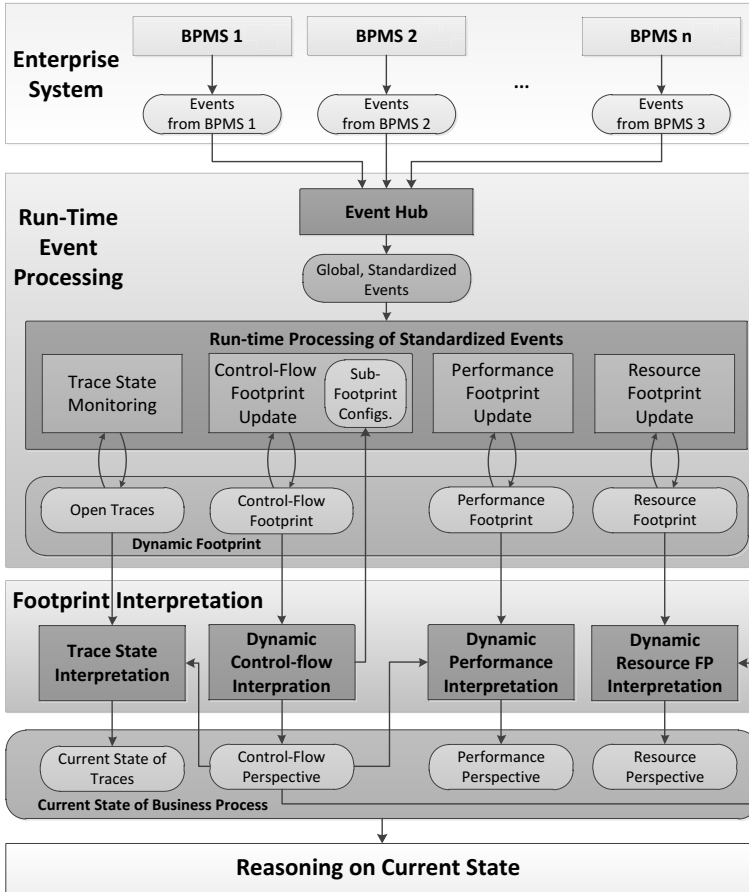 Enterprise
System
BPMS 1
BPMS 2
BPMS n
...
Events
from BPMS 1
Events
from BPMS 2
Events
from BPMS 3
Run-Time
Event
Processing
Event Hub
Global, Standardized
Events
Run-time Processing of Standardized Events
Trace State
Monitoring
Control-Flow
Footprint
Update
Sub-
Footprint
Configs.
Performance
Footprint
Update
Resource
Footprint
Update
Open Traces
Control-Flow
Footprint
Performance
Footprint
Resource
Footprint
Dynamic Footprint
Footprint Interpretation
Trace State
Interpretation
Dynamic
Control-flow
Interpration
Dynamic
Performance
Interpretation
Dynamic
Resource FP
Interpretation
Current State of
Traces
Control-Flow
Perspective
Performance
Perspective
Resource
Perspective
Current State of Business Process
Reasoning on Current State